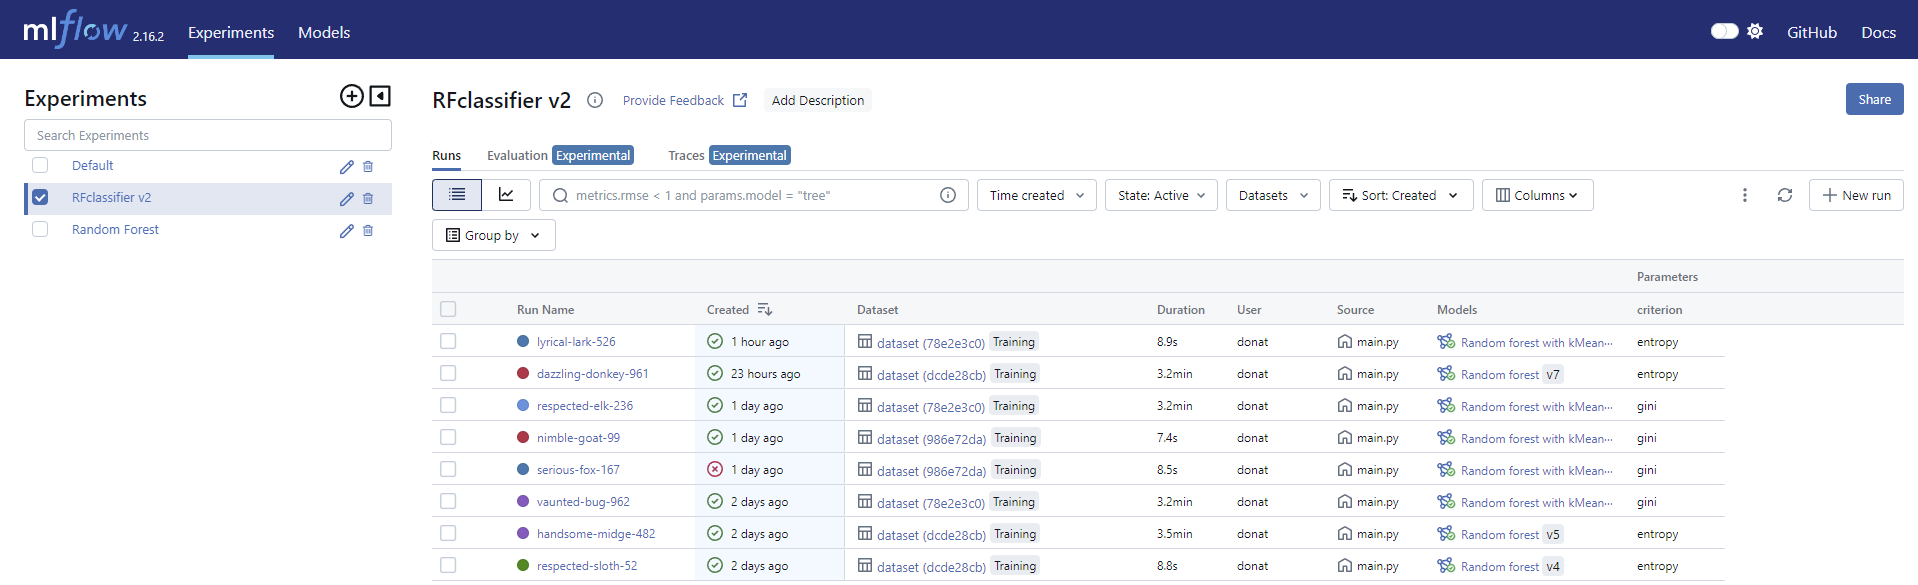 mlflow 2.16.2 Experiments Models GitHub Docs
Experiments
Search Experiments
Default
RFclassifier v2
Random Forest
RFclassifier v2 Provide Feedback Add Description Share
Runs Evaluation Experimental Traces Experimental
metrics.rmse < 1 and params.model = "tree" Time created State: Active Datasets Sort: Created Columns New run
Group by
Parameters
Run Name Created Dataset Duration User Source Models criterion
lyrical-lark-526 1 hour ago dataset (78e2e3c0) Training 8.9s donat main.py Random forest with kMean... entropy
dazzling-donkey-961 23 hours ago dataset (dcde28cb) Training 3.2min donat main.py Random forest v7 entropy
respected-elk-236 1 day ago dataset (78e2e3c0) Training 3.2min donat main.py Random forest with kMean... gini
nimble-goat-99 1 day ago dataset (986e72da) Training 7.4s donat main.py Random forest with kMean... gini
serious-fox-167 1 day ago dataset (986e72da) Training 8.5s donat main.py Random forest with kMean... gini
vaunted-bug-962 2 days ago dataset (78e2e3c0) Training 3.2min donat main.py Random forest with kMean... gini
handsome-midge-482 2 days ago dataset (dcde28cb) Training 3.5min donat main.py Random forest v5 entropy
respected-sloth-52 2 days ago dataset (dcde28cb) Training 8.8s donat main.py Random forest v4 entropy